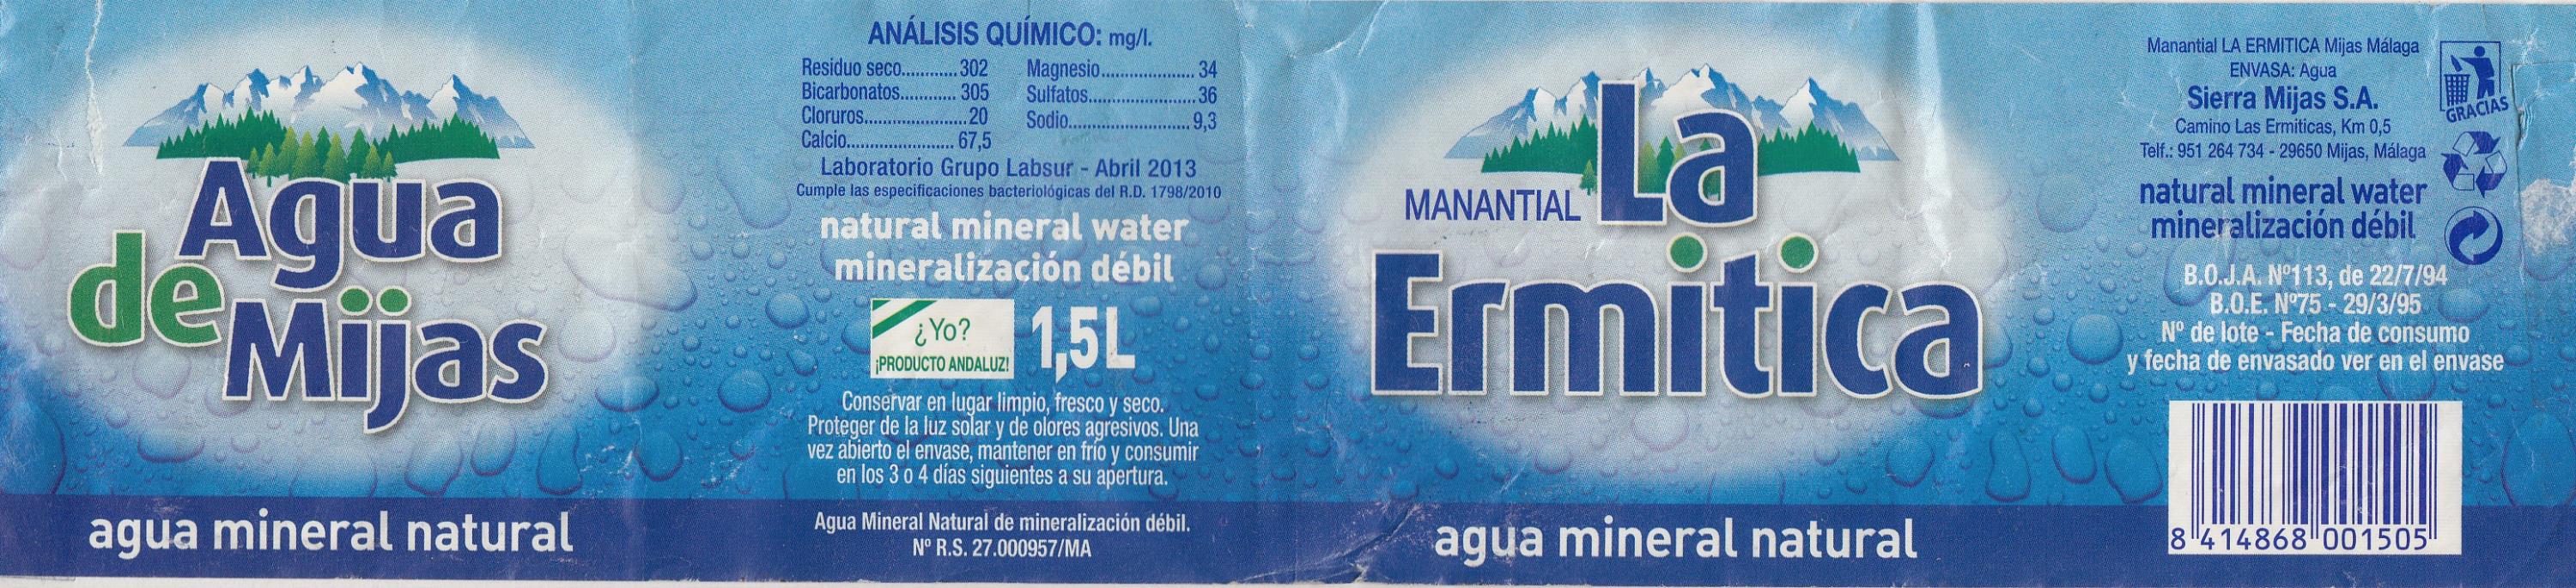 Agua
de Mijas
agua mineral natural
ANÁLISIS QUÍMICO: mg/l.
Residuo seco............302
Bicarbonatos............305
Cloruros....................20
Calcio......................67,5
Magnesio....................34
Sulfatos.....................36
Sodio.........................9,3
Laboratorio Grupo Labsur - Abril 2013
Cumple las especificaciones bacteriológicas del R.D. 1798/2010
natural mineral water
mineralización débil
¿Yo?
¡PRODUCTO ANDALUZ!
1,5L
Conservar en lugar limpio, fresco y seco.
Proteger de la luz solar y de olores agresivos. Una
vez abierto el envase, mantener en frío y consumir
en los 3 o 4 días siguientes a su apertura.
Agua Mineral Natural de mineralización débil.
Nº R.S. 27.000957/MA
MANANTIAL La
Ermitica
agua mineral natural
Manantial LA ERMITICA Mijas Málaga
ENVASA: Agua
Sierra Mijas S.A.
Camino Las Ermiticas, Km 0,5
Telf.: 951 264 734 - 29650 Mijas, Málaga
GRACIAS
natural mineral water
mineralización débil
B.O.J.A. Nº113, de 22/7/94
B.O.E. Nº75 - 29/3/95
Nº de lote - Fecha de consumo
y fecha de envasado ver en el envase
8 414868 001505